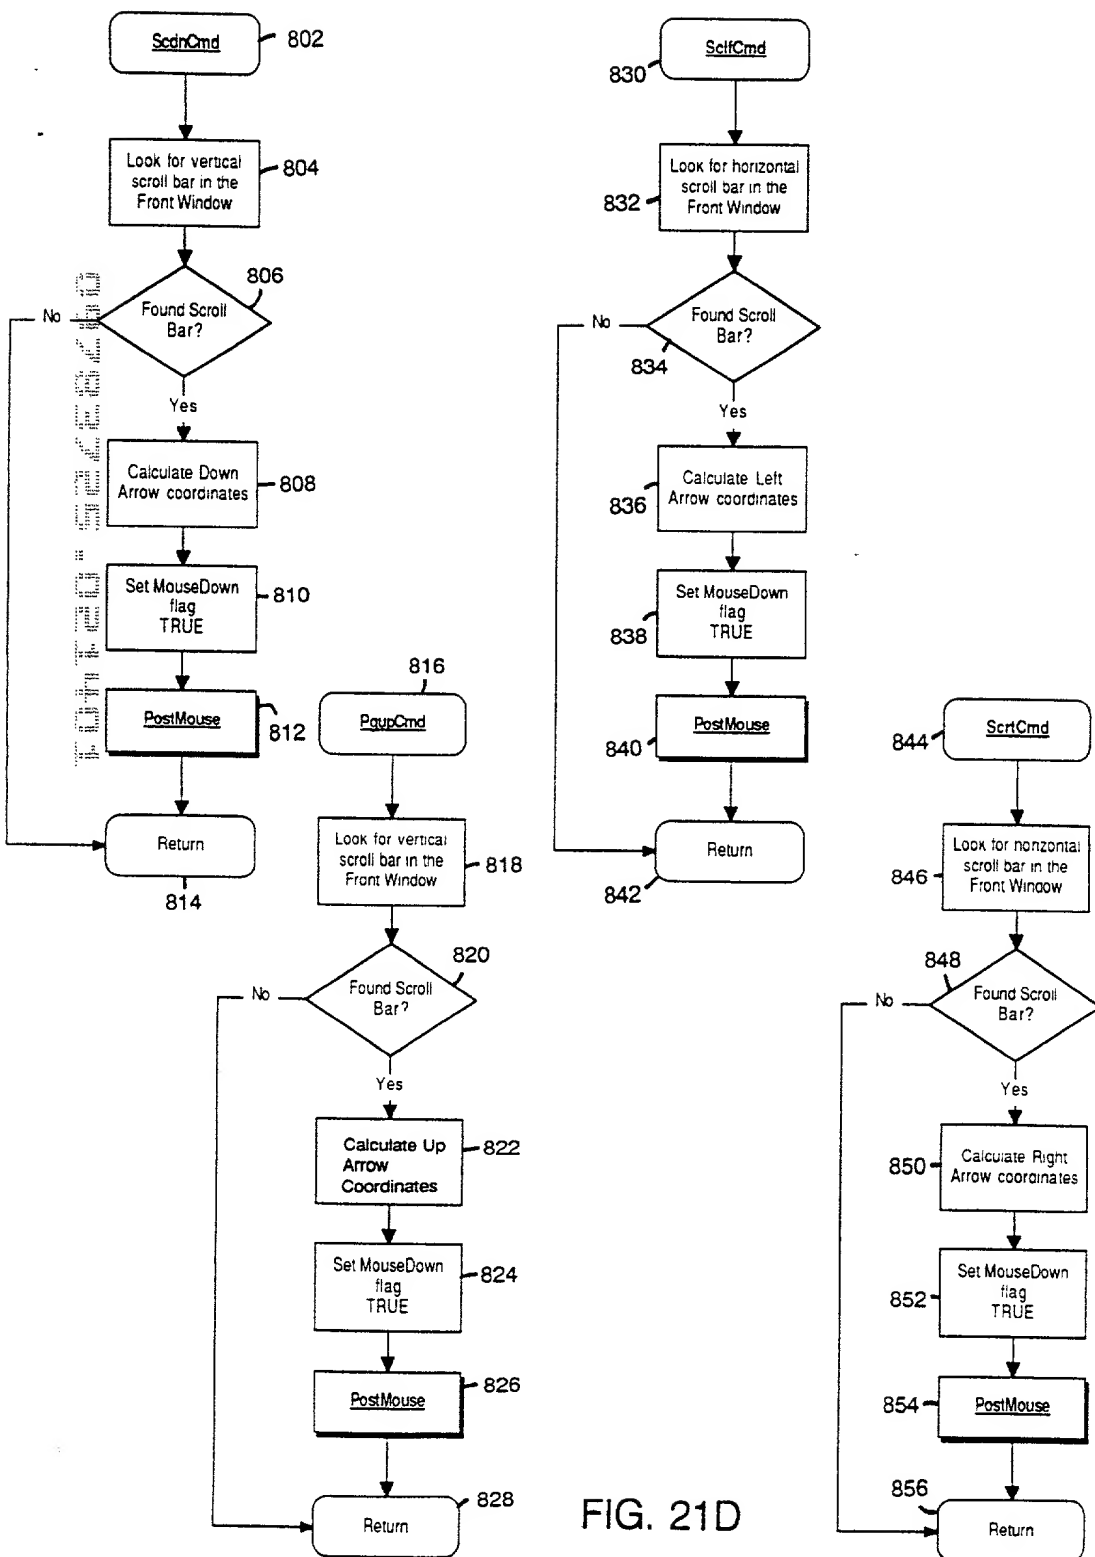 ScdnCmd
802
Look for vertical
scroll bar in the
Front Window
804
806
Found Scroll
Bar?
No
Yes
Calculate Down
Arrow coordinates
808
Set MouseDown
flag
TRUE
810
PostMouse
812
Return
814
816
PgupCmd
Look for vertical
scroll bar in the
Front Window
818
820
Found Scroll
Bar?
No
Yes
Calculate Up
Arrow
Coordinates
822
Set MouseDown
flag
TRUE
824
PostMouse
826
Return
828
SclfCmd
830
Look for horizontal
scroll bar in the
Front Window
832
Found Scroll
Bar?
834
No
Yes
Calculate Left
Arrow coordinates
836
Set MouseDown
flag
TRUE
838
PostMouse
840
Return
842
ScrtCmd
844
Look for horizontal
scroll bar in the
Front Window
846
848
Found Scroll
Bar?
No
Yes
Calculate Right
Arrow coordinates
850
Set MouseDown
flag
TRUE
852
PostMouse
854
Return
856
FIG. 21D